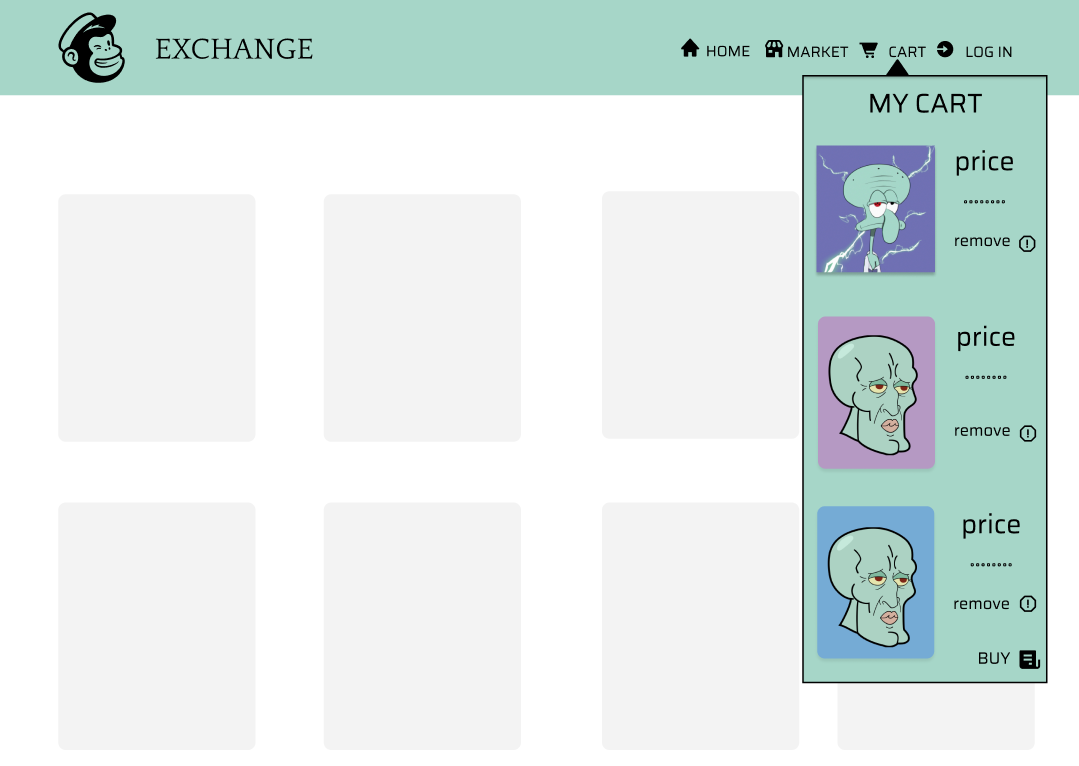 EXCHANGE
HOME MARKET CART LOG IN
MY CART
price
remove
price
remove
price
remove
BUY